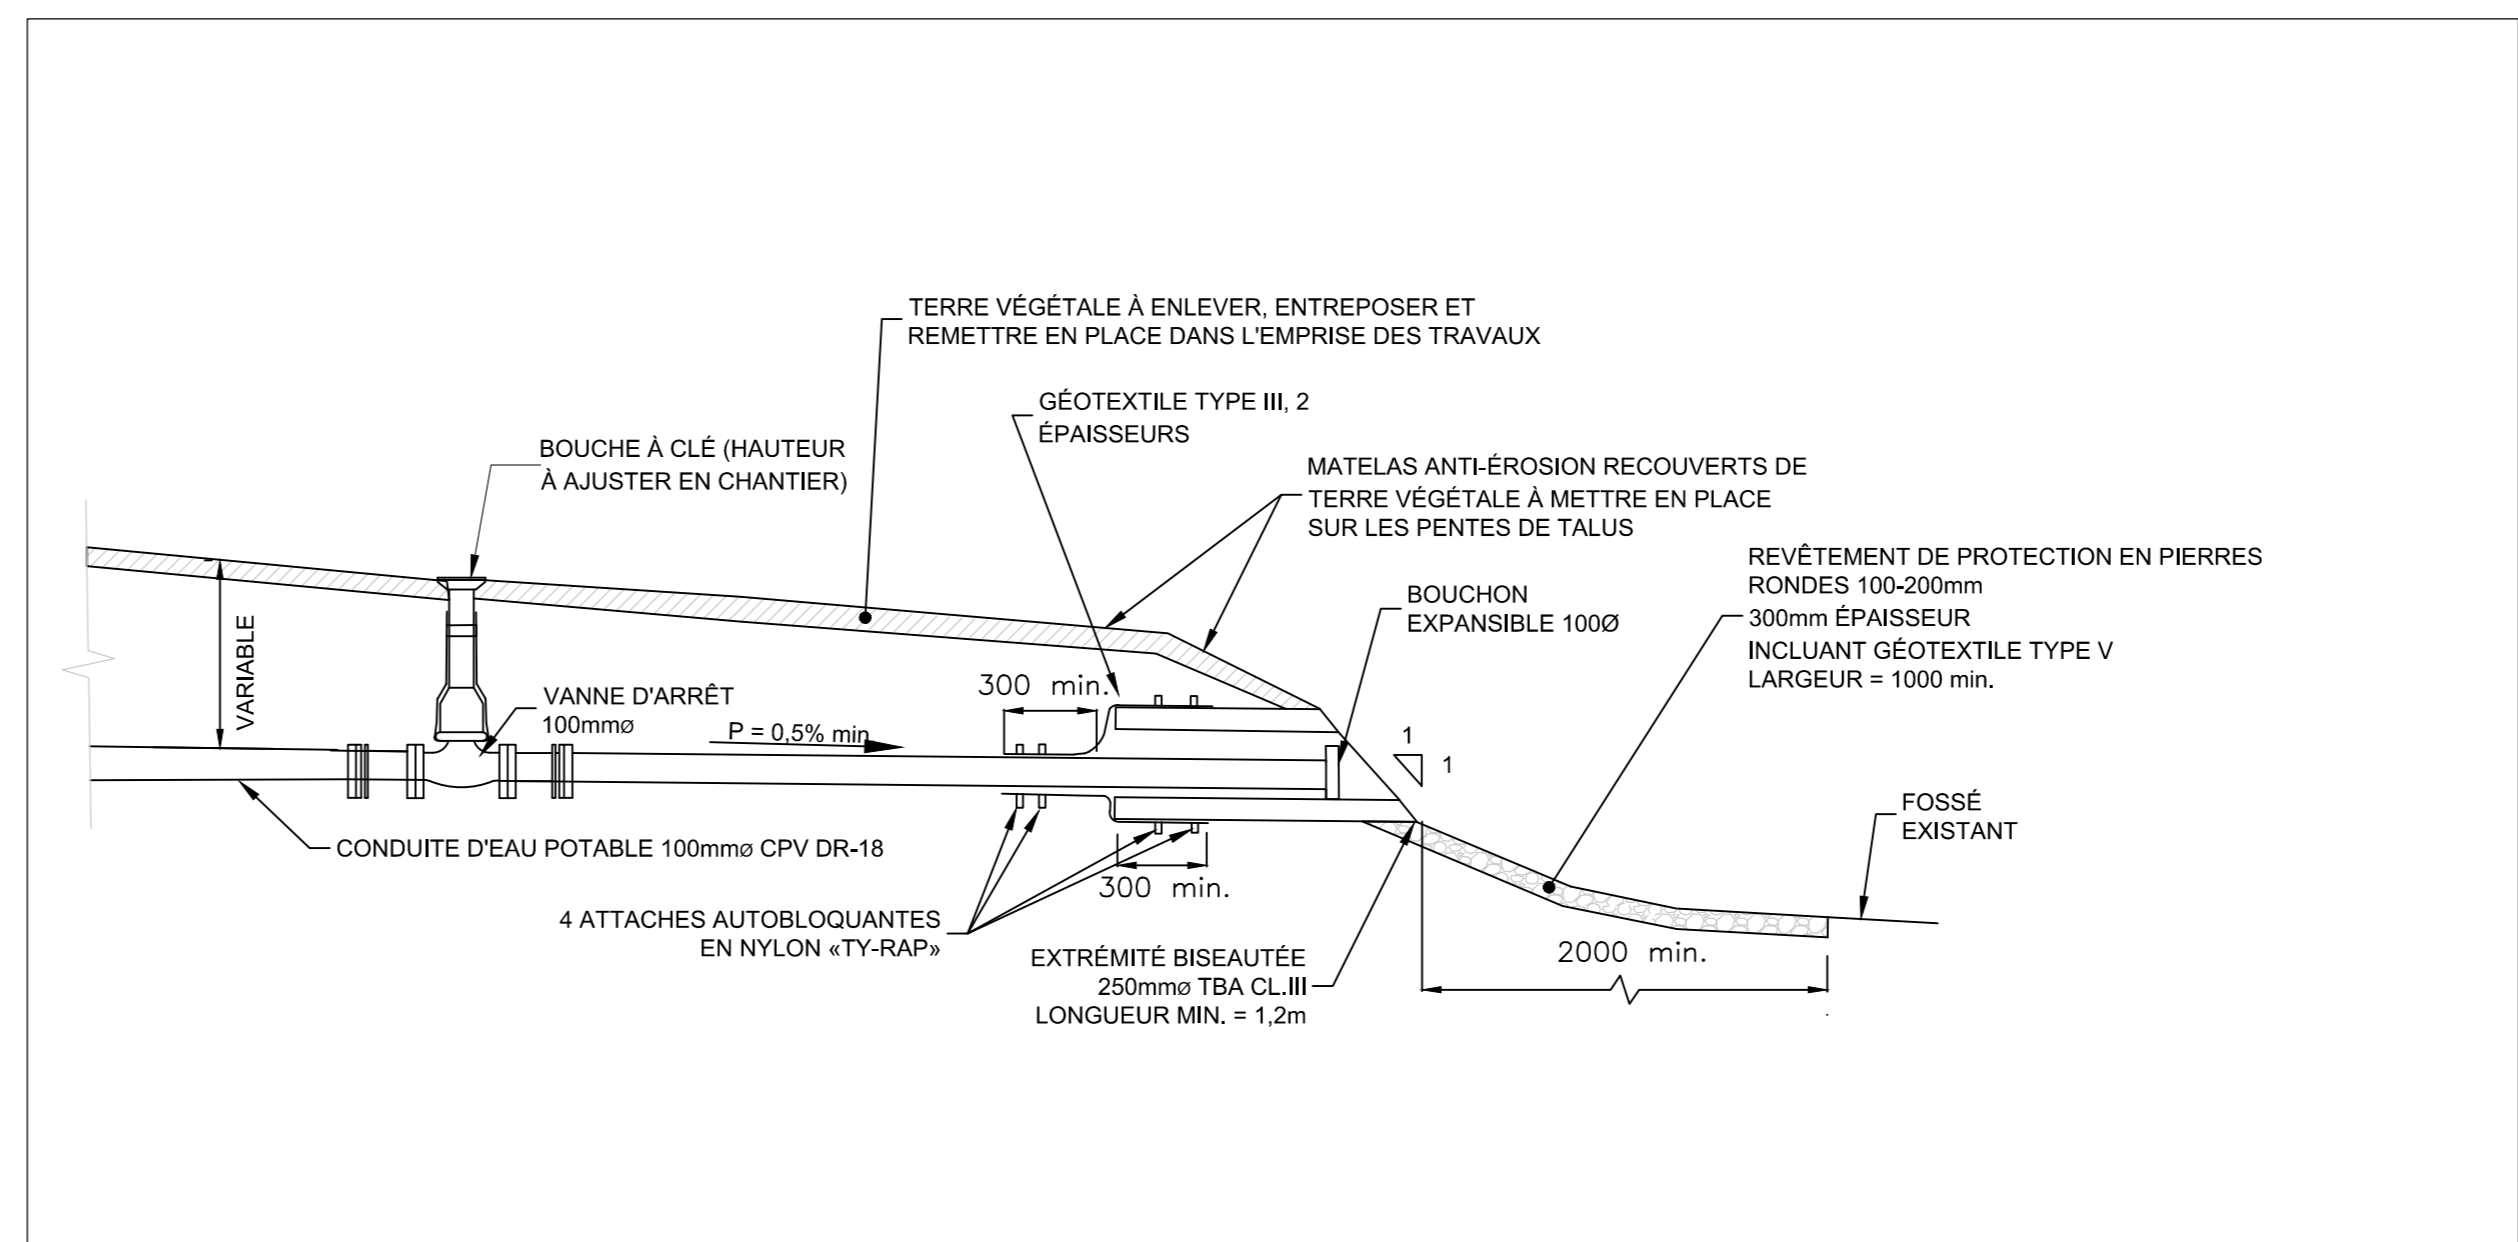 TERRE VÉGÉTALE À ENLEVER, ENTREPOSER ET
REMETTRE EN PLACE DANS L'EMPRISE DES TRAVAUX
GÉOTEXTILE TYPE III, 2
ÉPAISSEURS
BOUCHE À CLÉ (HAUTEUR
À AJUSTER EN CHANTIER)
MATELAS ANTI-ÉROSION RECOUVERTS DE
TERRE VÉGÉTALE À METTRE EN PLACE
SUR LES PENTES DE TALUS
REVÊTEMENT DE PROTECTION EN PIERRES
RONDES 100-200mm
300mm ÉPAISSEUR
INCLUANT GÉOTEXTILE TYPE V
LARGEUR = 1000 min.
BOUCHON
EXPANSIBLE 100Ø
VARIABLE
VANNE D'ARRÊT
100mmø
300 min.
P = 0,5% min
1
1
FOSSÉ
EXISTANT
CONDUITE D'EAU POTABLE 100mmø CPV DR-18
300 min.
4 ATTACHES AUTOBLOQUANTES
EN NYLON «TY-RAP»
EXTRÉMITÉ BISEAUTÉE
250mmø TBA CL.III
LONGUEUR MIN. = 1,2m
2000 min.